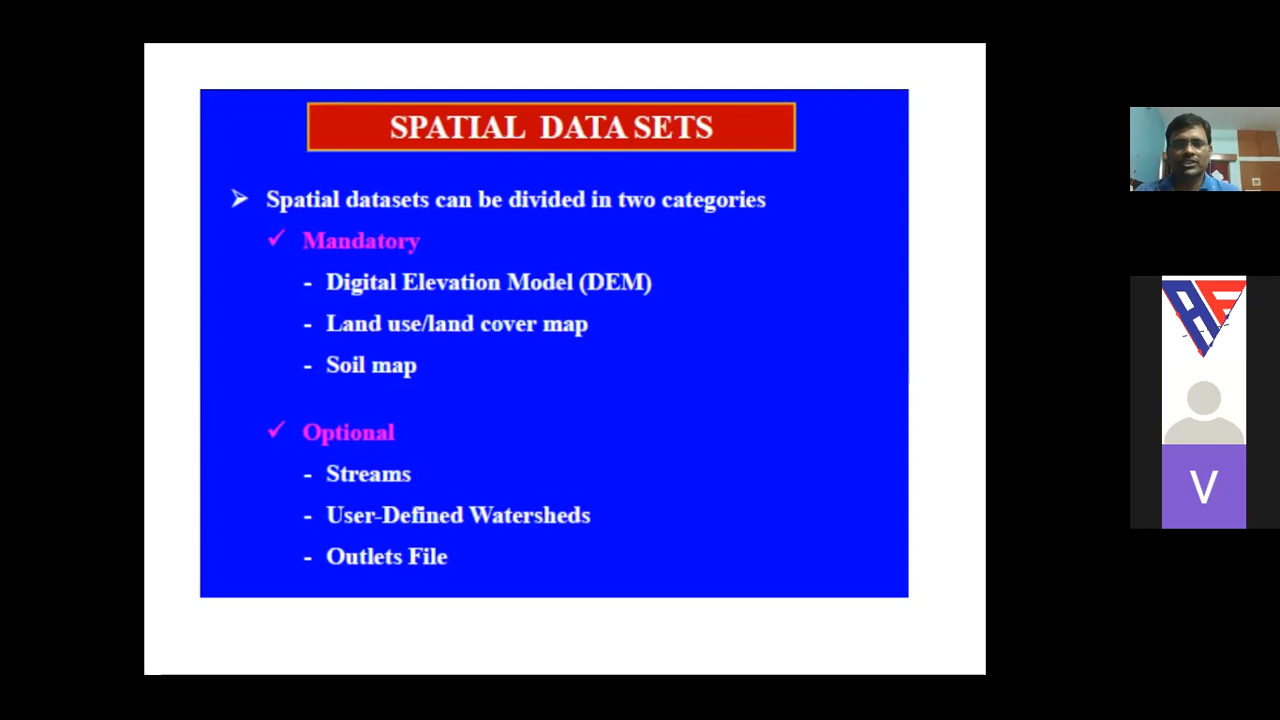 SPATIAL DATA SETS
➢ Spatial datasets can be divided in two categories
✓ Mandatory
- Digital Elevation Model (DEM)
- Land use/land cover map
- Soil map
✓ Optional
- Streams
- User-Defined Watersheds
- Outlets File
AF
V